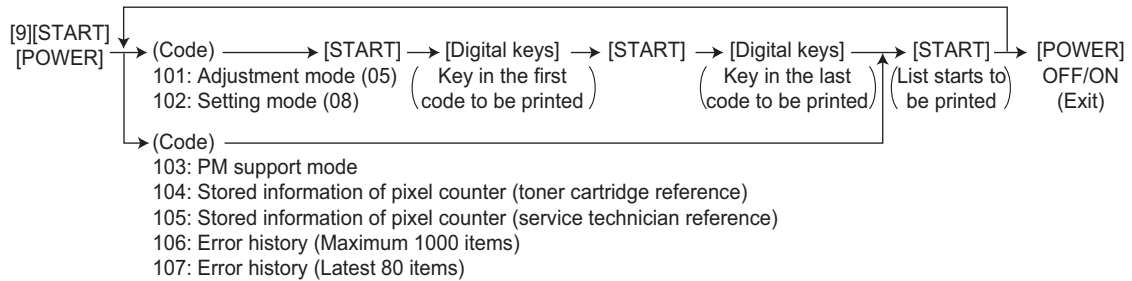 [9][START]
[POWER]
(Code) [START] [Digital keys] [START] [Digital keys] [START] [POWER]
101: Adjustment mode (05) (Key in the first (Key in the last (List starts to OFF/ON
102: Setting mode (08) code to be printed) code to be printed) be printed) (Exit)
(Code)
103: PM support mode
104: Stored information of pixel counter (toner cartridge reference)
105: Stored information of pixel counter (service technician reference)
106: Error history (Maximum 1000 items)
107: Error history (Latest 80 items)